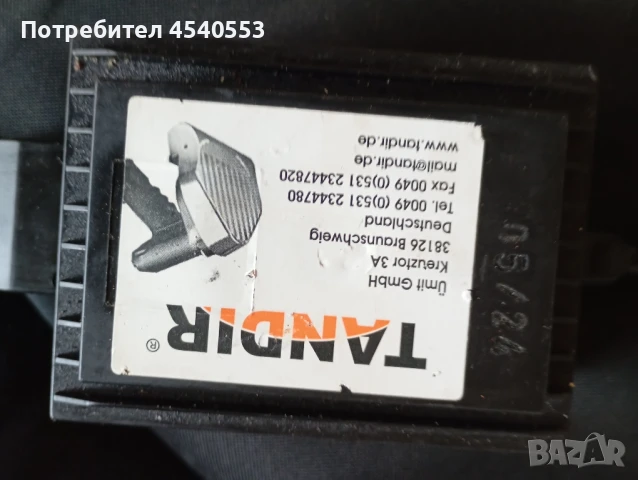 Потребител 4540553
TANDIR®
Ümit GmbH
Kreuztor 3A
38126 Braunschweig
Deutschland
Tel. 0049 (0)531 2344780
Fax 0049 (0)531 23447820
mail@tandir.de
www.tandir.de
BAZAR